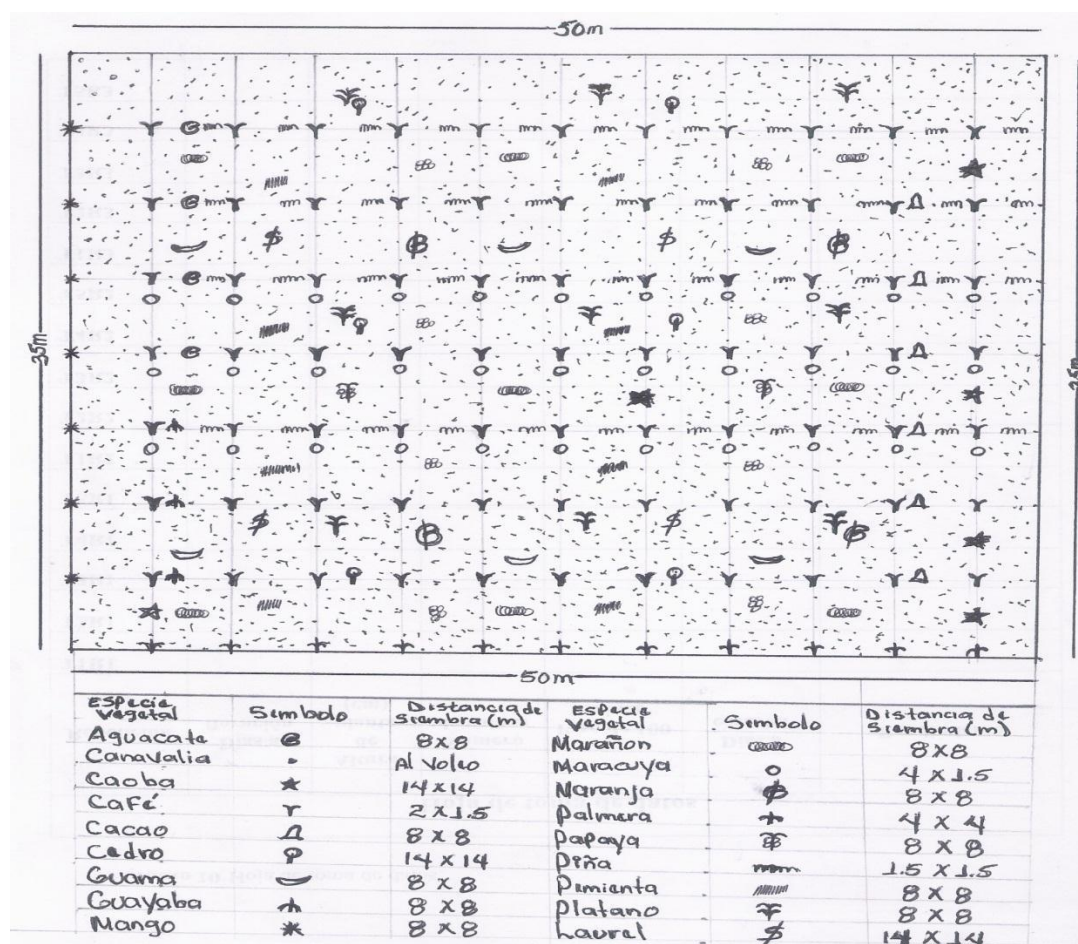 50m
35m
35m
50m
Especie Vegetal Simbolo Distancia de Siembra (m) Especie Vegetal Simbolo Distancia de Siembra (m)
Aguacate 8x8 Marañon 8x8
Canavalia Al Voleo Maracuya 4 x 1.5
Caoba 14x14 Naranja 8 x 8
Café 2 x 1.5 Palmera 4 x 4
Cacao 8 x 8 Papaya 8 x 8
Cedro 14 x 14 Piña 1.5 x 1.5
Guama 8 x 8 Pimienta 8 x 8
Guayaba 8 x 8 Platano 8 x 8
Mango 8 x 8 Laurel 14 x 14